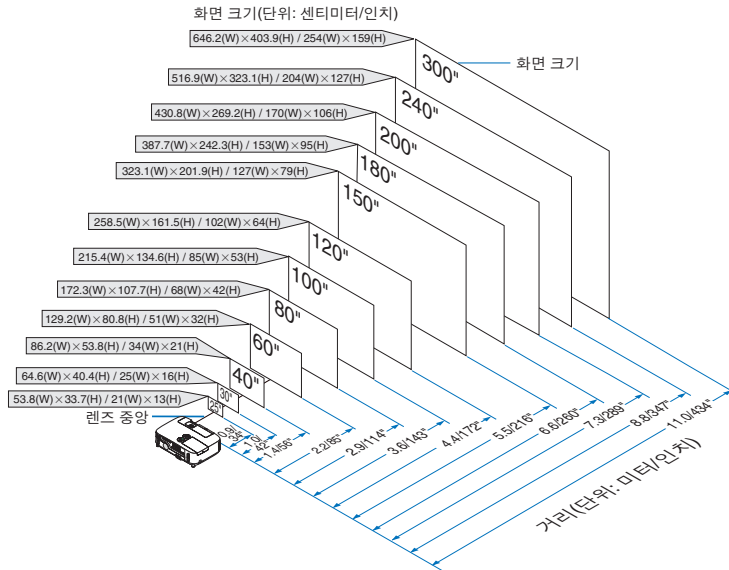 화면 크기(단위: 센티미터/인치)
646.2(W)×403.9(H) / 254(W)×159(H)
화면 크기
300"
516.9(W)×323.1(H) / 204(W)×127(H)
240"
430.8(W)×269.2(H) / 170(W)×106(H)
200"
387.7(W)×242.3(H) / 153(W)×95(H)
180"
323.1(W)×201.9(H) / 127(W)×79(H)
150"
258.5(W)×161.5(H) / 102(W)×64(H)
120"
215.4(W)×134.6(H) / 85(W)×53(H)
100"
172.3(W)×107.7(H) / 68(W)×42(H)
80"
129.2(W)×80.8(H) / 51(W)×32(H)
60"
86.2(W)×53.8(H) / 34(W)×21(H)
40"
64.6(W)×40.4(H) / 25(W)×16(H)
30"
53.8(W)×33.7(H) / 21(W)×13(H)
25"
렌즈 중앙
0.9/
34"
1.0/
42"
1.4/56"
2.2/85"
2.9/114"
3.6/143"
4.4/172"
5.5/216"
6.6/260"
7.3/289"
8.8/347"
11.0/434"
거리(단위: 미터/인치)